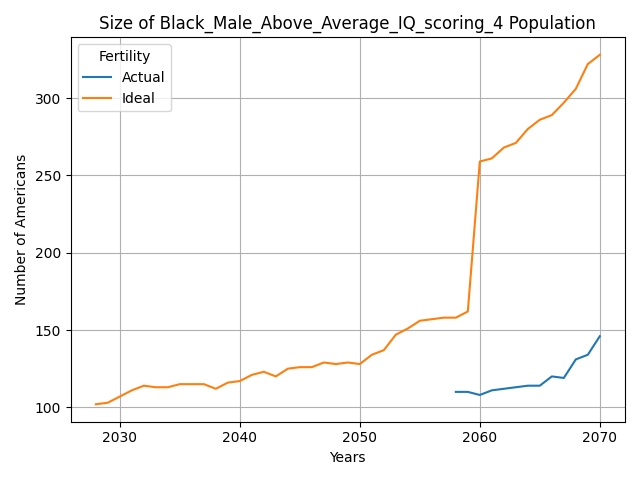 Size of Black_Male_Above_Average_IQ_scoring_4 Population
Fertility
Actual
Ideal
Number of Americans
300
250
200
150
100
2030 2040 2050 2060 2070
Years